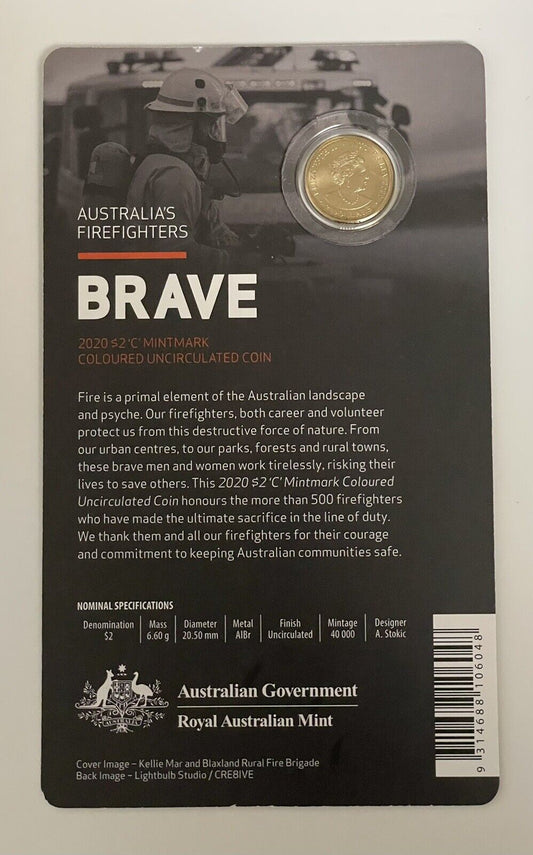 AUSTRALIA'S
FIREFIGHTERS
BRAVE
2020 $2 'C' MINTMARK
COLOURED UNCIRCULATED COIN
Fire is a primal element of the Australian landscape
and psyche. Our firefighters, both career and volunteer
protect us from this destructive force of nature. From
our urban centres, to our parks, forests and rural towns,
these brave men and women work tirelessly, risking their
lives to save others. This 2020 $2 'C' Mintmark Coloured
Uncirculated Coin honours the more than 500 firefighters
who have made the ultimate sacrifice in the line of duty.
We thank them and all our firefighters for their courage
and commitment to keeping Australian communities safe.
NOMINAL SPECIFICATIONS
Denomination Mass Diameter Metal Finish Mintage Designer
$2 6.60 g 20.50 mm AlBr Uncirculated 40 000 A. Stokic
AUSTRALIA
Australian Government
Royal Australian Mint
Cover Image – Kellie Mar and Blaxland Rural Fire Brigade
Back Image – Lightbulb Studio / CRE8IVE
9 314688 106048